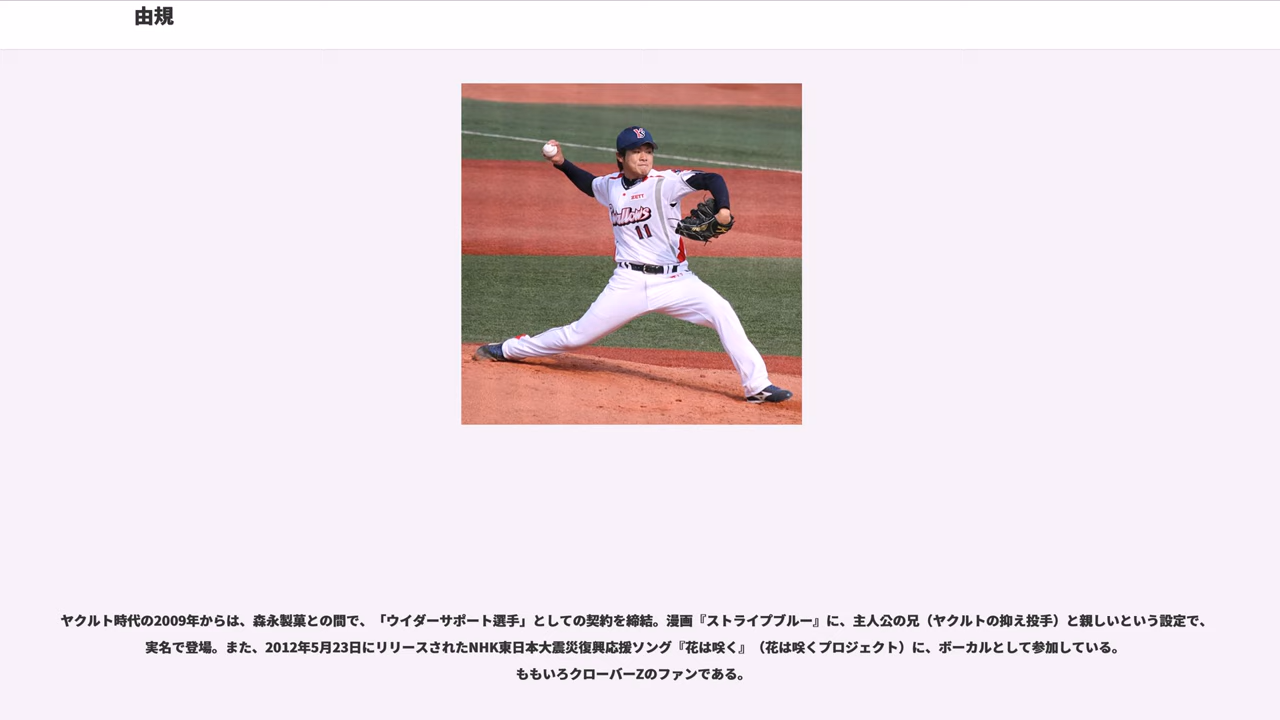 由規
ZETT
Swallows
11
ヤクルト時代の2009年からは、森永製菓との間で、「ウイダーサポート選手」としての契約を締結。漫画『ストライプブルー』に、主人公の兄（ヤクルトの抑え投手）と親しいという設定で、
実名で登場。また、2012年5月23日にリリースされたNHK東日本大震災復興応援ソング『花は咲く』（花は咲くプロジェクト）に、ボーカルとして参加している。
ももいろクローバーZのファンである。